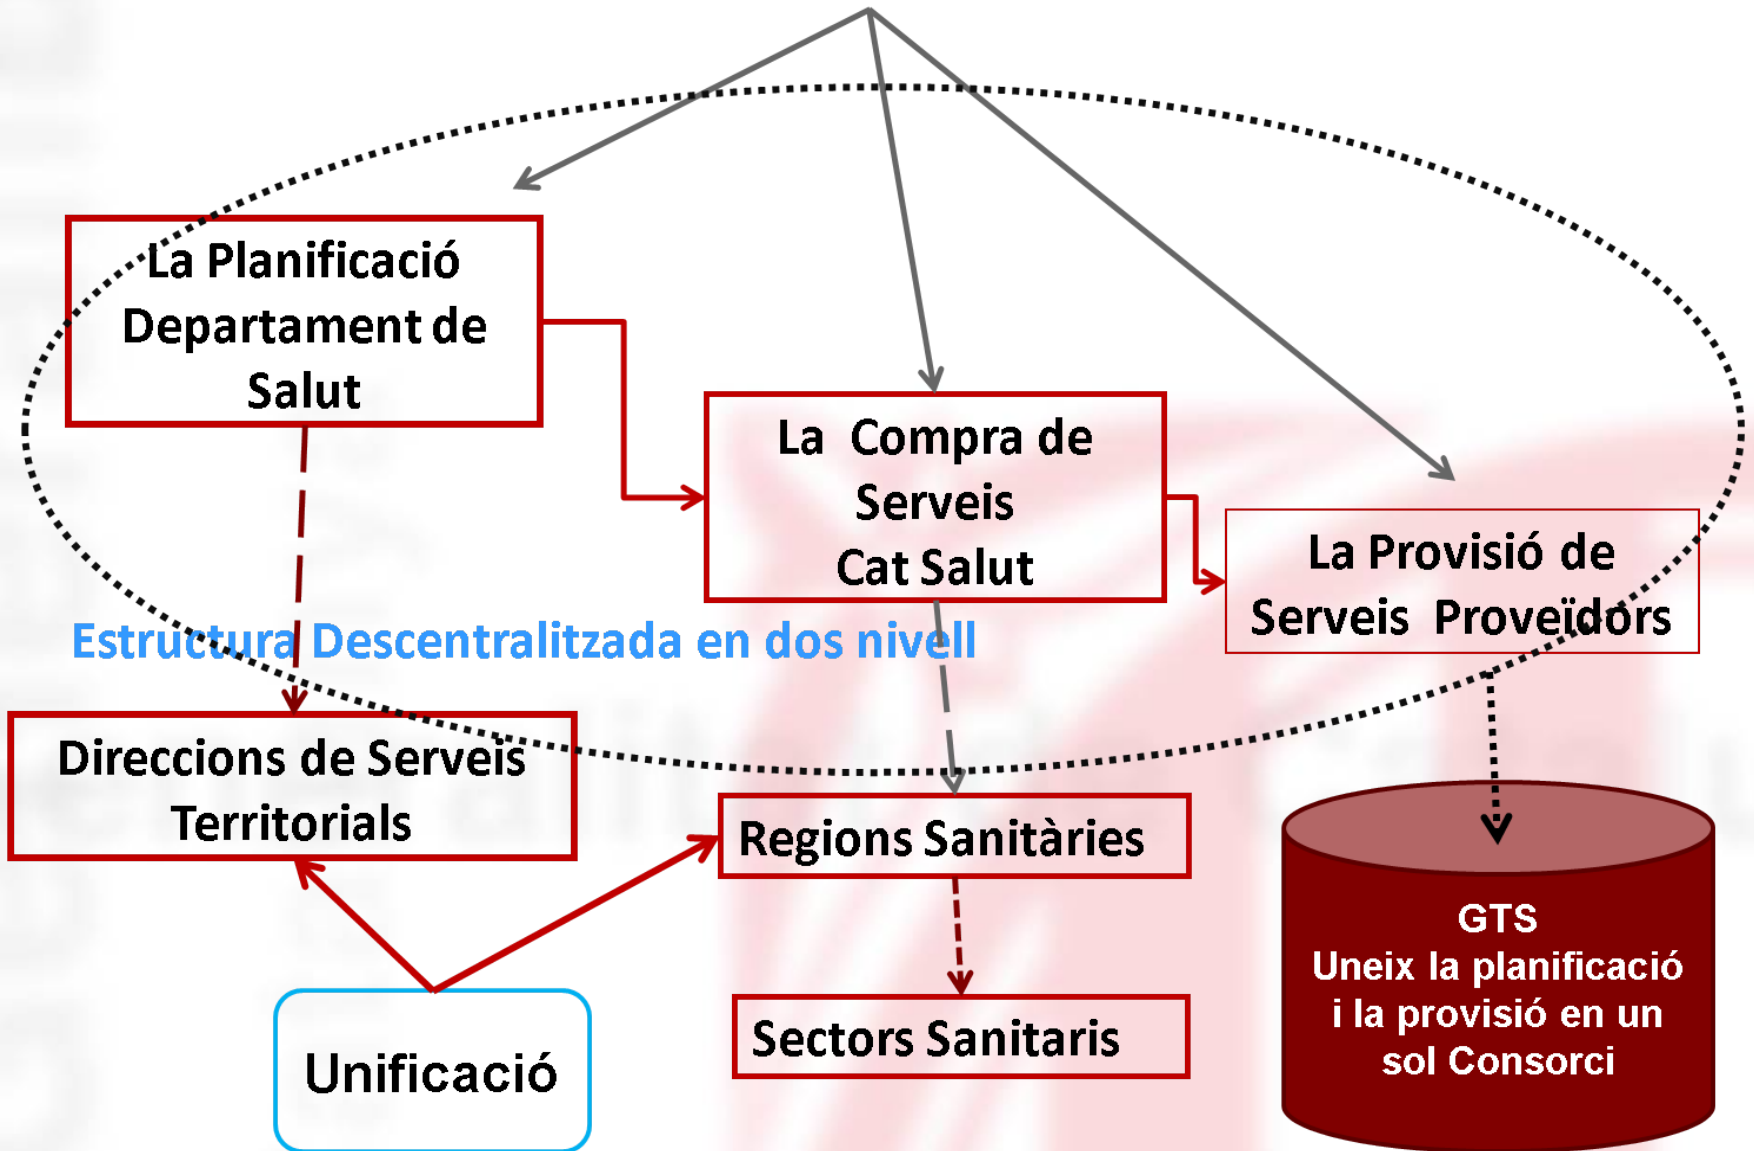 La Planificació
Departament de
Salut
La Compra de
Serveis
Cat Salut
La Provisió de
Serveis Proveïdors
Estructura Descentralitzada en dos nivell
Direccions de Serveis
Territorials
Regions Sanitàries
Sectors Sanitaris
Unificació
GTS
Uneix la planificació
i la provisió en un
sol Consorci